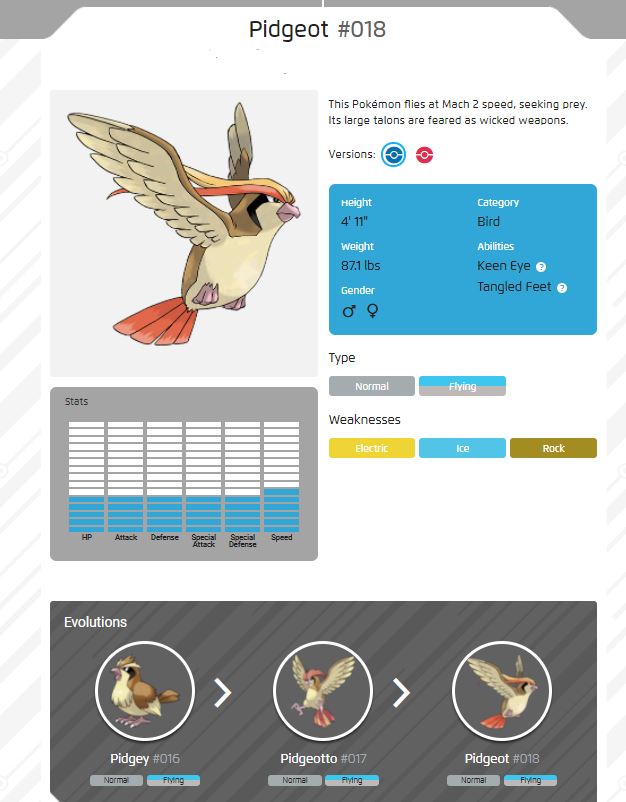 Pidgeot #018
This Pokémon flies at Mach 2 speed, seeking prey.
Its large talons are feared as wicked weapons.
Versions:
Height
4' 11"
Weight
87.1 lbs
Gender
♂ ♀
Category
Bird
Abilities
Keen Eye ?
Tangled Feet ?
Type
Normal Flying
Weaknesses
Electric Ice Rock
Stats
HP Attack Defense Special Attack Special Defense Speed
Evolutions
Pidgey #016 Pidgeotto #017 Pidgeot #018
Normal Flying Normal Flying Normal Flying